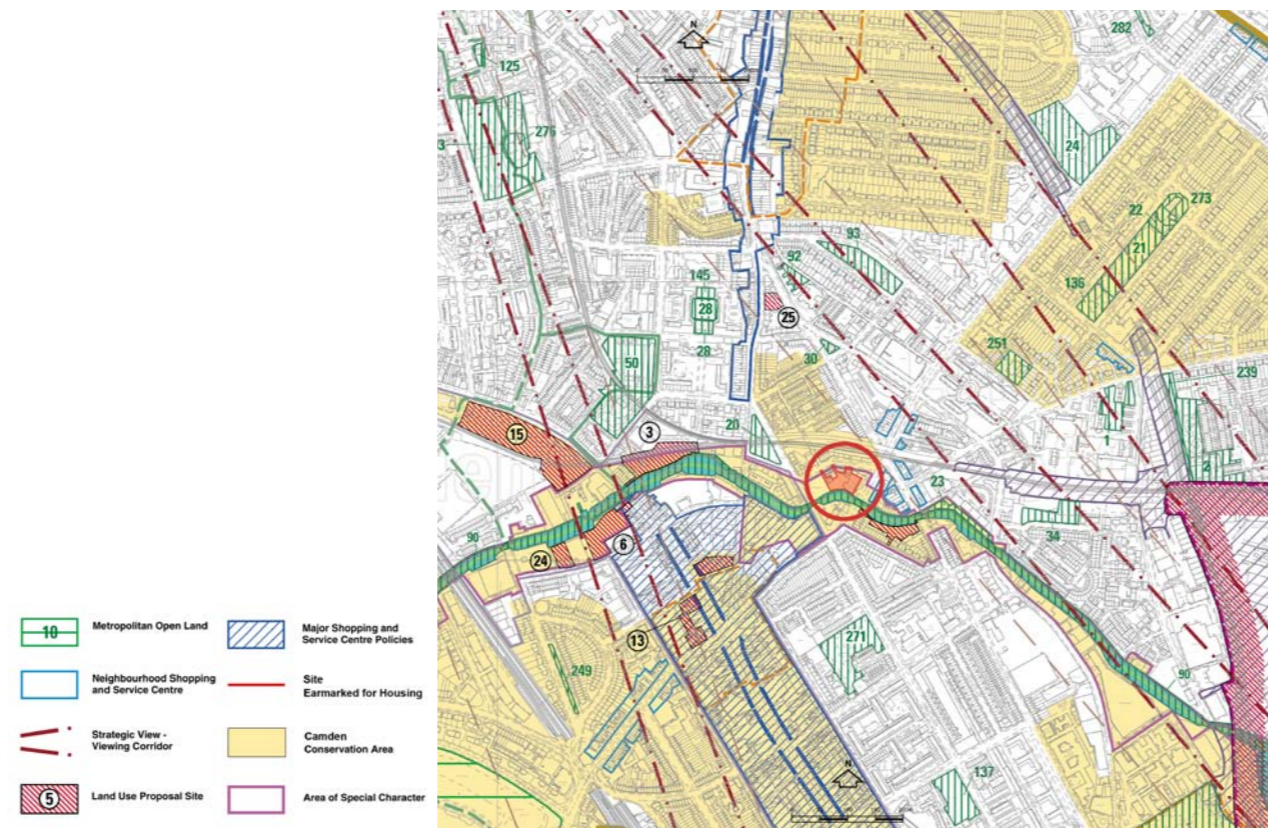 282
N
125
276
3
24
22
273
21
93
92
136
145
28
25
28
30
251
50
239
20
15
3
1
2
23
90
6
34
24
13
271
249
90
N
137
10 Metropolitan Open Land
Major Shopping and
Service Centre Policies
Neighbourhood Shopping
and Service Centre
Site
Earmarked for Housing
Strategic View -
Viewing Corridor
Camden
Conservation Area
5 Land Use Proposal Site
Area of Special Character